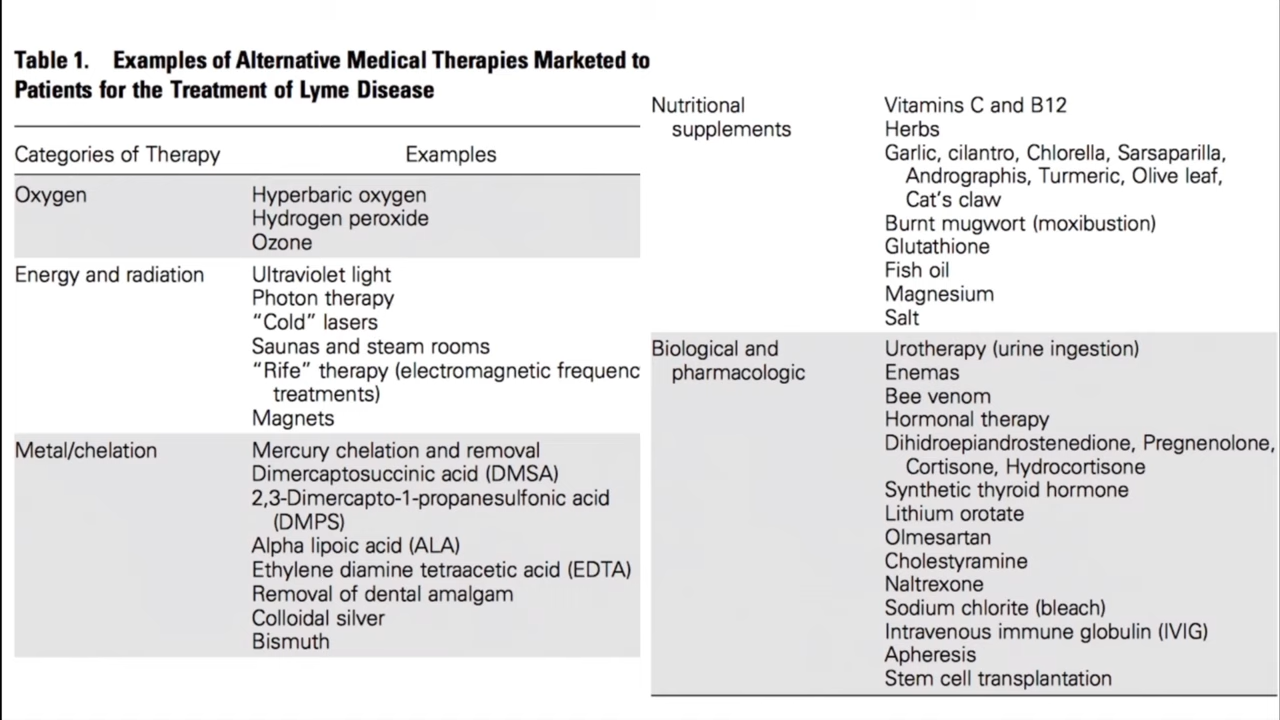 Table 1. Examples of Alternative Medical Therapies Marketed to
Patients for the Treatment of Lyme Disease
Categories of Therapy Examples
Oxygen Hyperbaric oxygen
Hydrogen peroxide
Ozone
Energy and radiation Ultraviolet light
Photon therapy
“Cold” lasers
Saunas and steam rooms
“Rife” therapy (electromagnetic frequenc
treatments)
Magnets
Metal/chelation Mercury chelation and removal
Dimercaptosuccinic acid (DMSA)
2,3-Dimercapto-1-propanesulfonic acid
(DMPS)
Alpha lipoic acid (ALA)
Ethylene diamine tetraacetic acid (EDTA)
Removal of dental amalgam
Colloidal silver
Bismuth
Nutritional Vitamins C and B12
supplements Herbs
Garlic, cilantro, Chlorella, Sarsaparilla,
Andrographis, Turmeric, Olive leaf,
Cat’s claw
Burnt mugwort (moxibustion)
Glutathione
Fish oil
Magnesium
Salt
Biological and Urotherapy (urine ingestion)
pharmacologic Enemas
Bee venom
Hormonal therapy
Dihidroepiandrostenedione, Pregnenolone,
Cortisone, Hydrocortisone
Synthetic thyroid hormone
Lithium orotate
Olmesartan
Cholestyramine
Naltrexone
Sodium chlorite (bleach)
Intravenous immune globulin (IVIG)
Apheresis
Stem cell transplantation